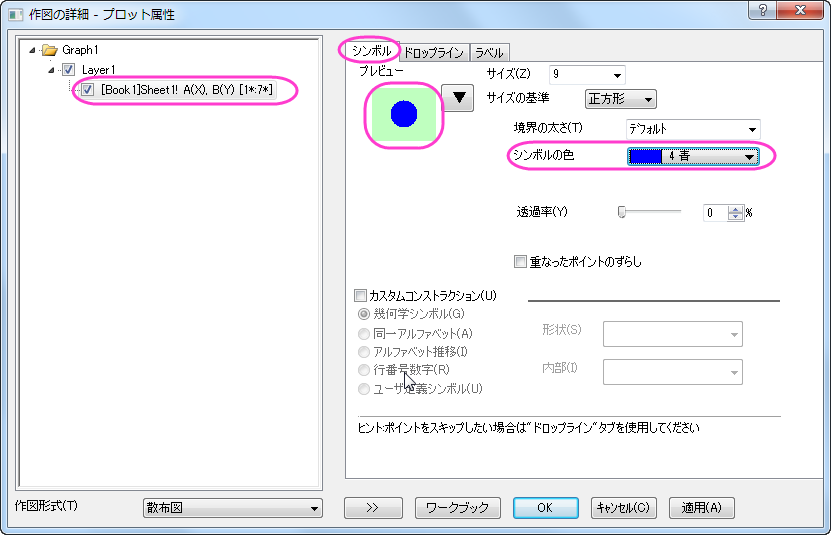 作図の詳細 - プロット属性
Graph1
Layer1
[Book1]Sheet1! A(X), B(Y) [1*:7*]
シンボル ドロップライン ラベル
プレビュー
サイズ(Z) 9
サイズの基準 正方形
境界の太さ(T) デフォルト
シンボルの色 4 青
透過率(Y) 0 %
重なったポイントのずらし
カスタムコンストラクション(U)
幾何学シンボル(G)
同一アルファベット(A)
アルファベット推移(I)
行番号数字(R)
ユーザ定義シンボル(U)
形状(S)
内部(I)
ヒント:ポイントをスキップしたい場合は"ドロップライン"タブを使用してください
作図形式(T) 散布図
>> ワークブック OK キャンセル(C) 適用(A)